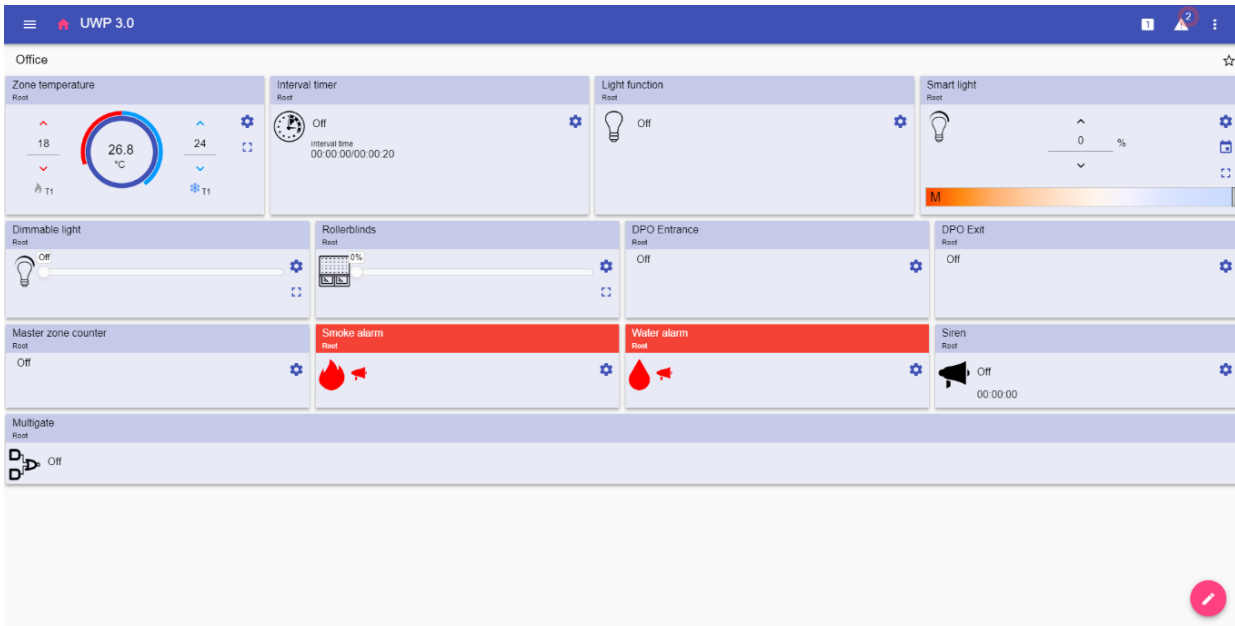 UWP 3.0
1
2
Office
Zone temperature
Root
18
26.8
°C
24
T1
T1
Interval timer
Root
Off
Interval time
00:00:00/00:00:20
Light function
Root
Off
Smart light
Root
0 %
M
Dimmable light
Root
Off
Rollerblinds
Root
0%
DPO Entrance
Root
Off
DPO Exit
Root
Off
Master zone counter
Root
Off
Smoke alarm
Root
Water alarm
Root
Siren
Root
Off
00:00:00
Multigate
Root
Off